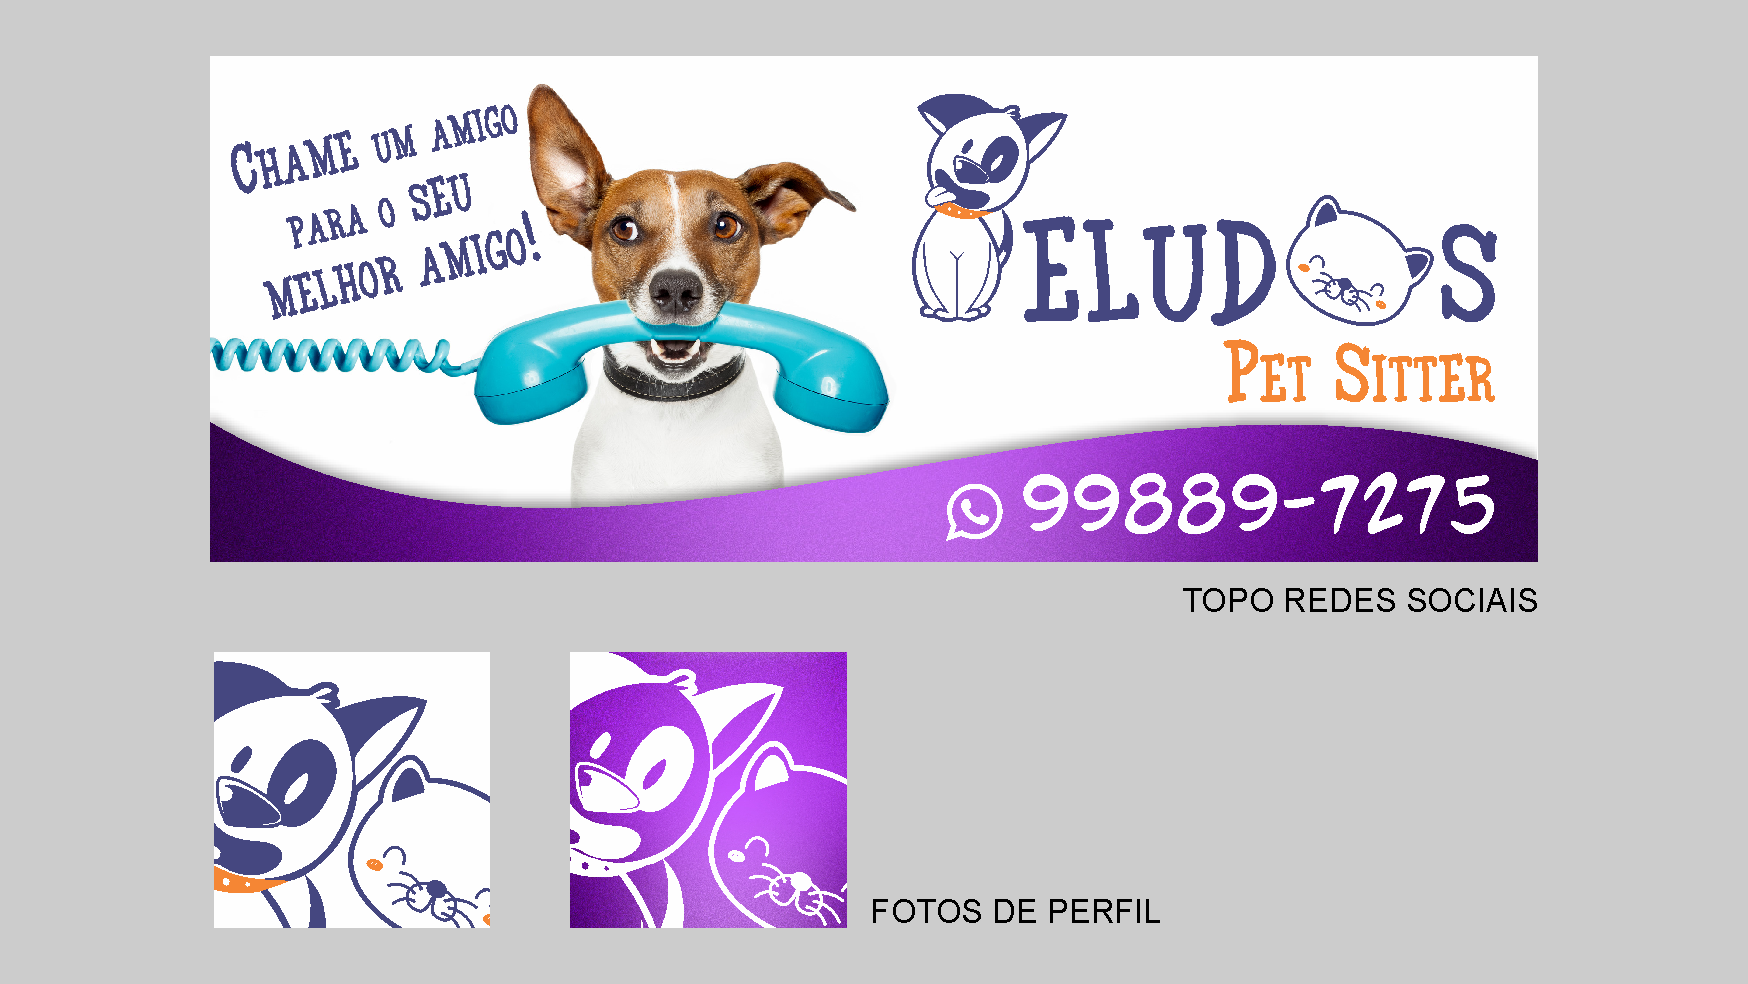 Chame um amigo
para o seu
melhor amigo!
Peludos
Pet Sitter
99889-7275
TOPO REDES SOCIAIS
FOTOS DE PERFIL